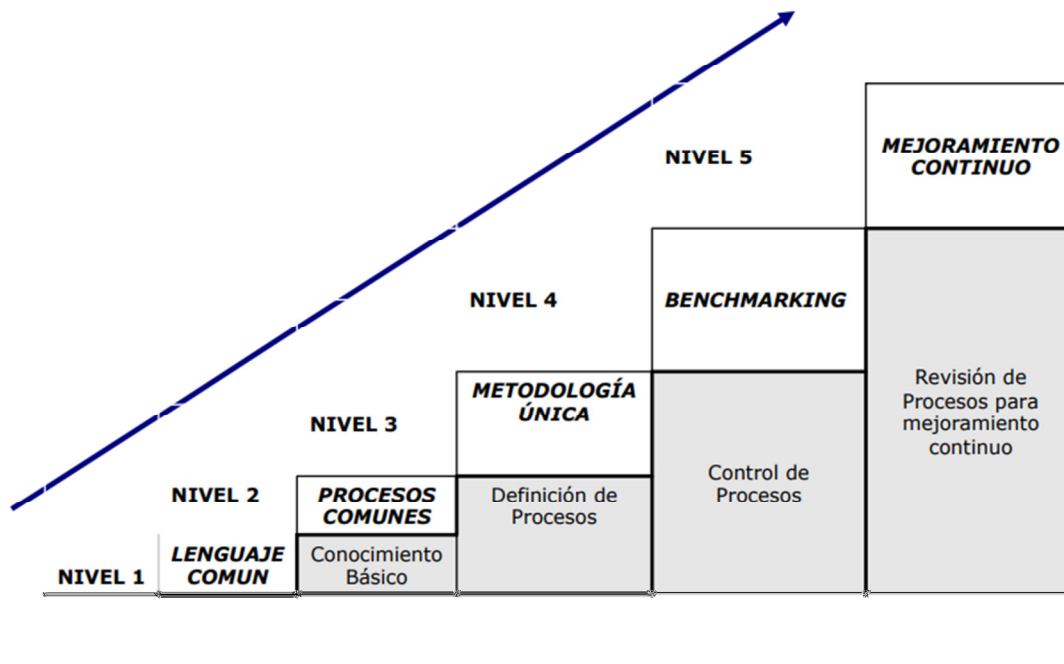 NIVEL 5
MEJORAMIENTO
CONTINUO
NIVEL 4
BENCHMARKING
Revisión de
Procesos para
mejoramiento
continuo
NIVEL 3
METODOLOGÍA
ÚNICA
Control de
Procesos
NIVEL 2
PROCESOS
COMUNES
Definición de
Procesos
NIVEL 1
LENGUAJE
COMUN
Conocimiento
Básico